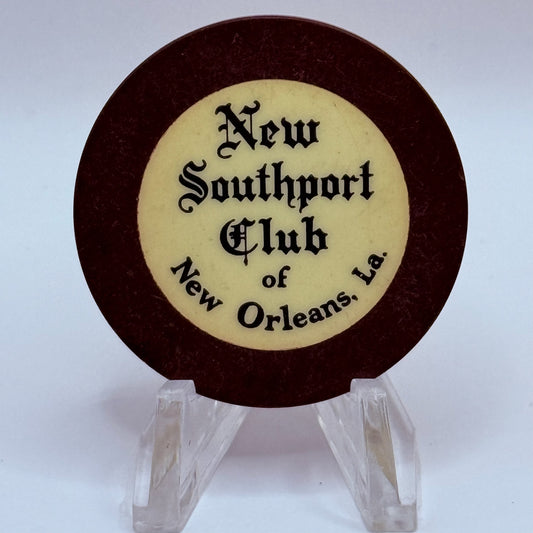 New
Southport
Club
of
New Orleans, La.